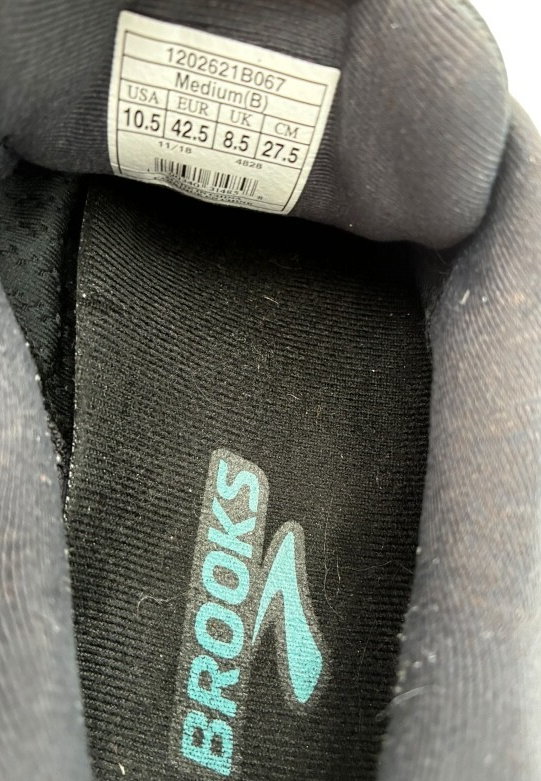 1202621B067
Medium(B)
USA EUR UK CM
10.5 42.5 8.5 27.5
11/18 4828
BROOKS